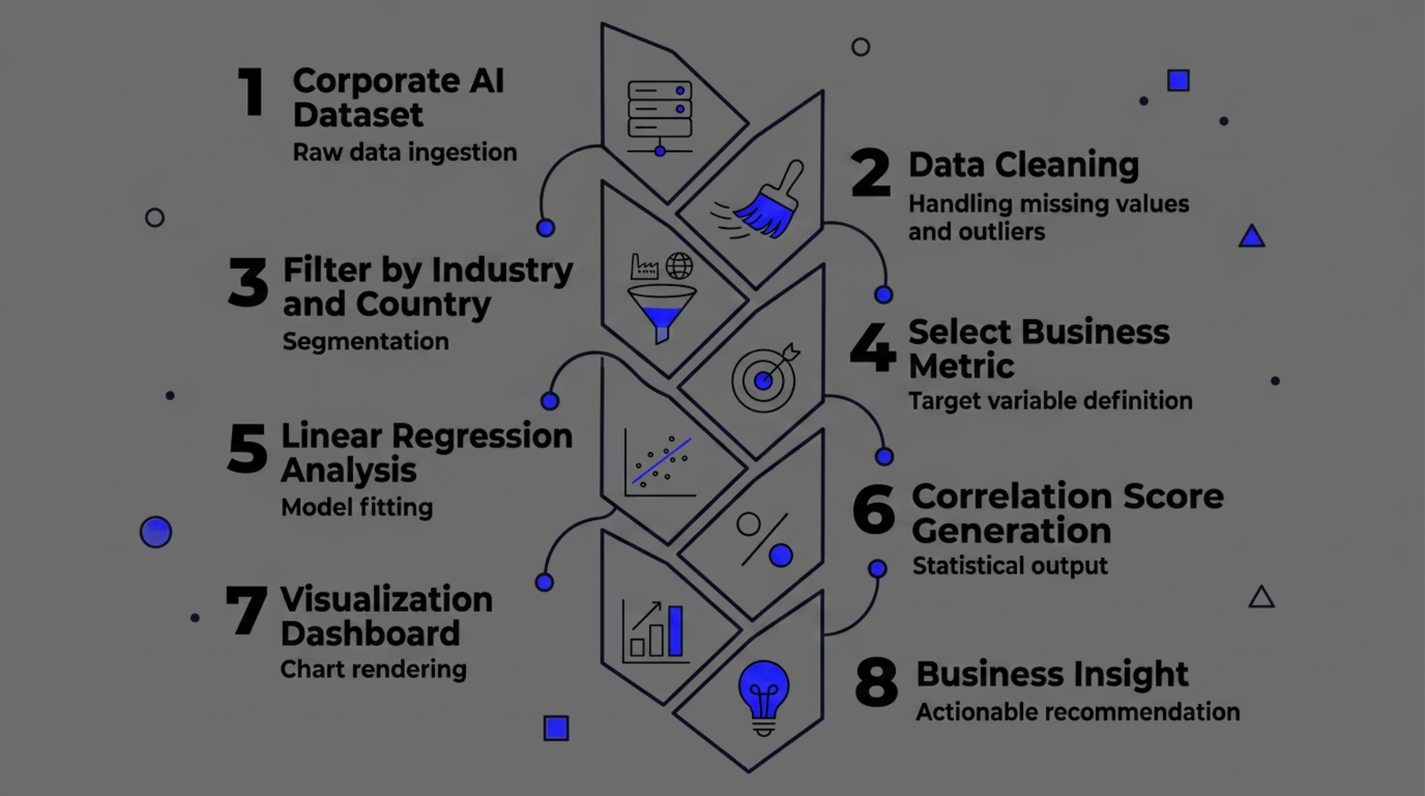 1
Corporate AI
Dataset
Raw data ingestion
2
Data Cleaning
Handling missing values
and outliers
3
Filter by Industry
and Country
Segmentation
4
Select Business
Metric
Target variable definition
5
Linear Regression
Analysis
Model fitting
6
Correlation Score
Generation
Statistical output
7
Visualization
Dashboard
Chart rendering
8
Business Insight
Actionable recommendation